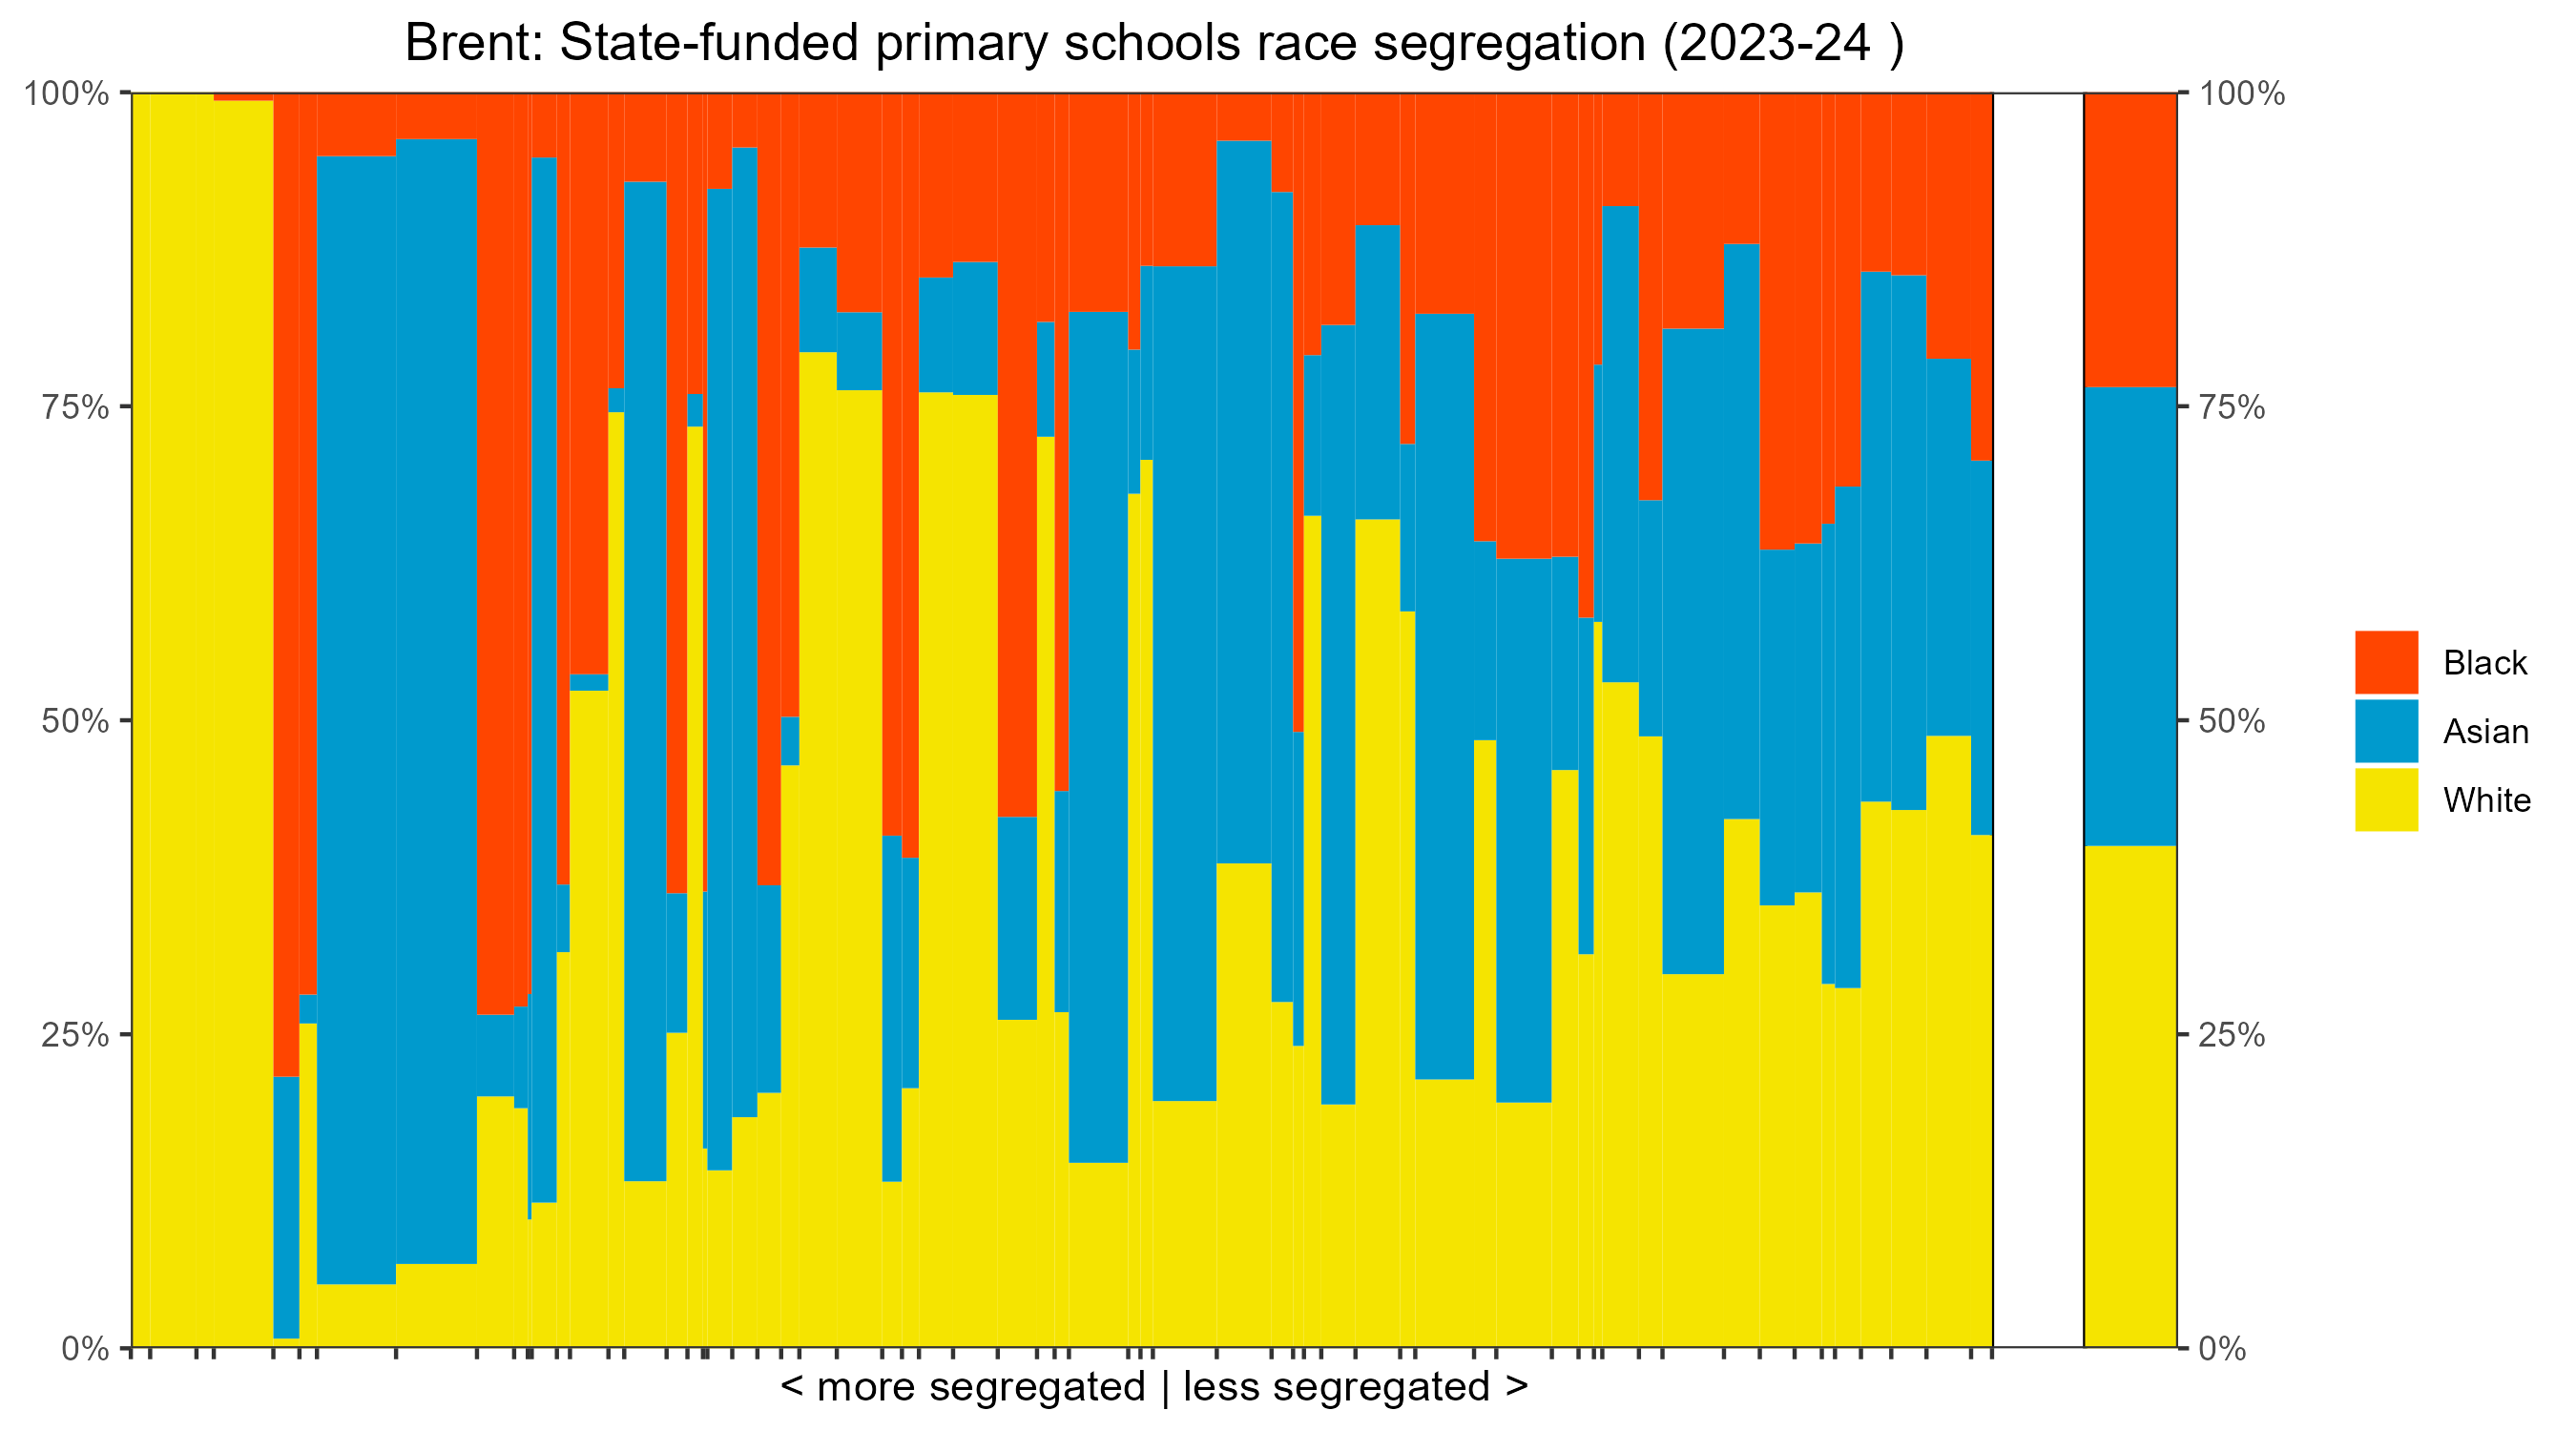 Brent: State-funded primary schools race segregation (2023-24 )
100%
75%
50%
25%
0%
100%
75%
50%
25%
0%
Black
Asian
White
< more segregated | less segregated >